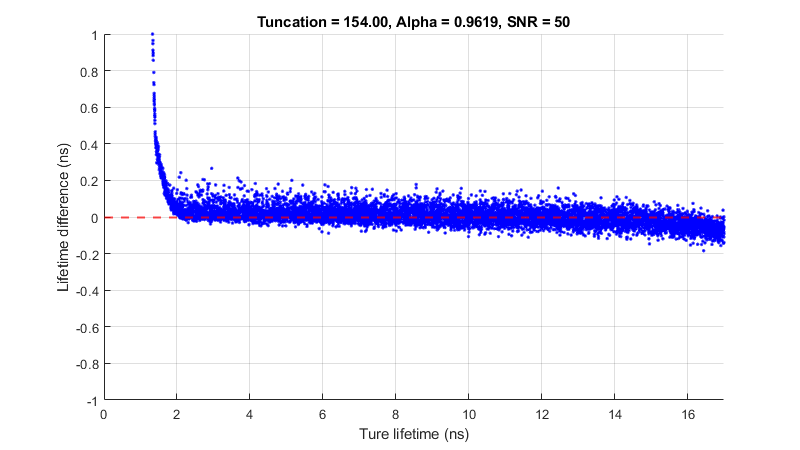 Tuncation = 154.00, Alpha = 0.9619, SNR = 50
1
0.8
0.6
0.4
0.2
0
-0.2
-0.4
-0.6
-0.8
-1
Lifetime difference (ns)
0 2 4 6 8 10 12 14 16
Ture lifetime (ns)